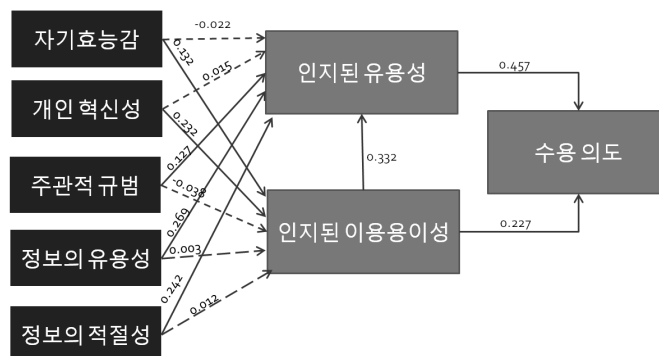 자기효능감
-0.022
인지된 유용성
0.457
0.132
0.015
개인 혁신성
0.232
수용 의도
0.127
0.332
주관적 규범
-0.038
인지된 이용용이성
0.227
0.269
정보의 유용성
0.003
0.242
0.012
정보의 적절성